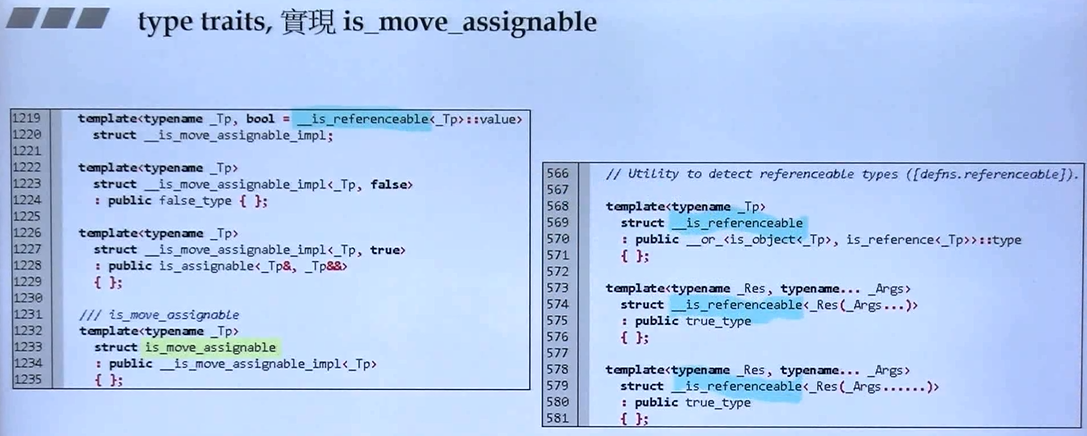 type traits, 實現 is_move_assignable
1219 template<typename _Tp, bool = __is_referenceable<_Tp>::value>
1220 struct __is_move_assignable_impl;
1221
1222 template<typename _Tp>
1223 struct __is_move_assignable_impl<_Tp, false>
1224 : public false_type { };
1225
1226 template<typename _Tp>
1227 struct __is_move_assignable_impl<_Tp, true>
1228 : public is_assignable<_Tp&, _Tp&&>
1229 { };
1230
1231 /// is_move_assignable
1232 template<typename _Tp>
1233 struct is_move_assignable
1234 : public __is_move_assignable_impl<_Tp>
1235 { };
566 // Utility to detect referenceable types ([defns.referenceable]).
567
568 template<typename _Tp>
569 struct __is_referenceable
570 : public __or_<is_object<_Tp>, is_reference<_Tp>>::type
571 { };
572
573 template<typename _Res, typename... _Args>
574 struct __is_referenceable<_Res(_Args...)>
575 : public true_type
576 { };
577
578 template<typename _Res, typename... _Args>
579 struct __is_referenceable<_Res(_Args......)>
580 : public true_type
581 { };